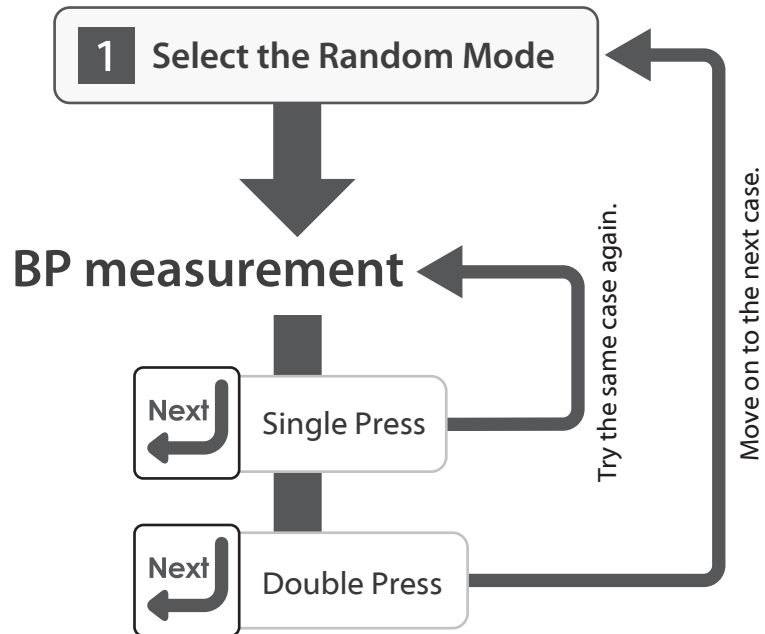 1 Select the Random Mode
BP measurement
Try the same case again.
Move on to the next case.
Next
Single Press
Next
Double Press